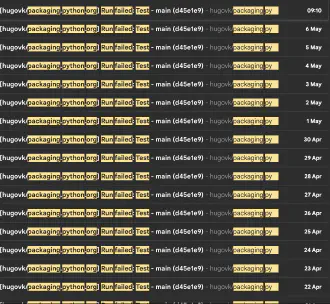 [hugovk/packaging.python.org] Run failed: Test - main (d45e1e9) - hugovk/packaging.py 09:10
[hugovk/packaging.python.org] Run failed: Test - main (d45e1e9) - hugovk/packaging.py 6 May
[hugovk/packaging.python.org] Run failed: Test - main (d45e1e9) - hugovk/packaging.py 5 May
[hugovk/packaging.python.org] Run failed: Test - main (d45e1e9) - hugovk/packaging.py 4 May
[hugovk/packaging.python.org] Run failed: Test - main (d45e1e9) - hugovk/packaging.py 3 May
[hugovk/packaging.python.org] Run failed: Test - main (d45e1e9) - hugovk/packaging.py 2 May
[hugovk/packaging.python.org] Run failed: Test - main (d45e1e9) - hugovk/packaging.py 1 May
[hugovk/packaging.python.org] Run failed: Test - main (d45e1e9) - hugovk/packaging.py 30 Apr
[hugovk/packaging.python.org] Run failed: Test - main (d45e1e9) - hugovk/packaging.py 29 Apr
[hugovk/packaging.python.org] Run failed: Test - main (d45e1e9) - hugovk/packaging.py 28 Apr
[hugovk/packaging.python.org] Run failed: Test - main (d45e1e9) - hugovk/packaging.py 27 Apr
[hugovk/packaging.python.org] Run failed: Test - main (d45e1e9) - hugovk/packaging.py 26 Apr
[hugovk/packaging.python.org] Run failed: Test - main (d45e1e9) - hugovk/packaging.py 25 Apr
[hugovk/packaging.python.org] Run failed: Test - main (d45e1e9) - hugovk/packaging.py 24 Apr
[hugovk/packaging.python.org] Run failed: Test - main (d45e1e9) - hugovk/packaging.py 23 Apr
[hugovk/packaging.python.org] Run failed: Test - main (d45e1e9) - hugovk/packaging.py 22 Apr